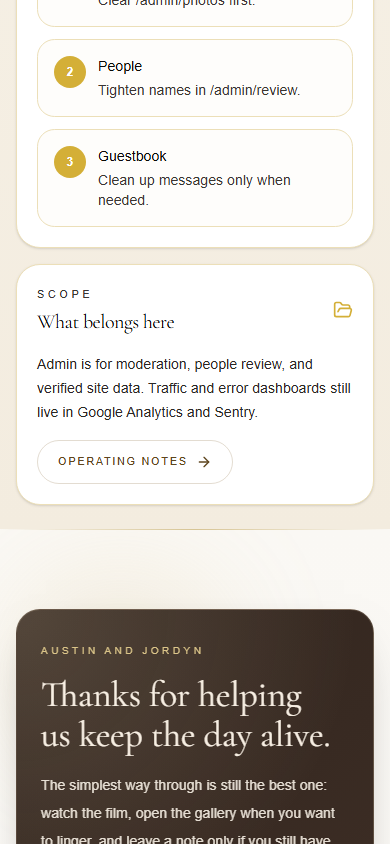 Clear /admin/photos first.
2
People
Tighten names in /admin/review.
3
Guestbook
Clean up messages only when
needed.
SCOPE
What belongs here
Admin is for moderation, people review, and
verified site data. Traffic and error dashboards still
live in Google Analytics and Sentry.
OPERATING NOTES
AUSTIN AND JORDYN
Thanks for helping
us keep the day alive.
The simplest way through is still the best one:
watch the film, open the gallery when you want
to linger, and leave a note only if you still have